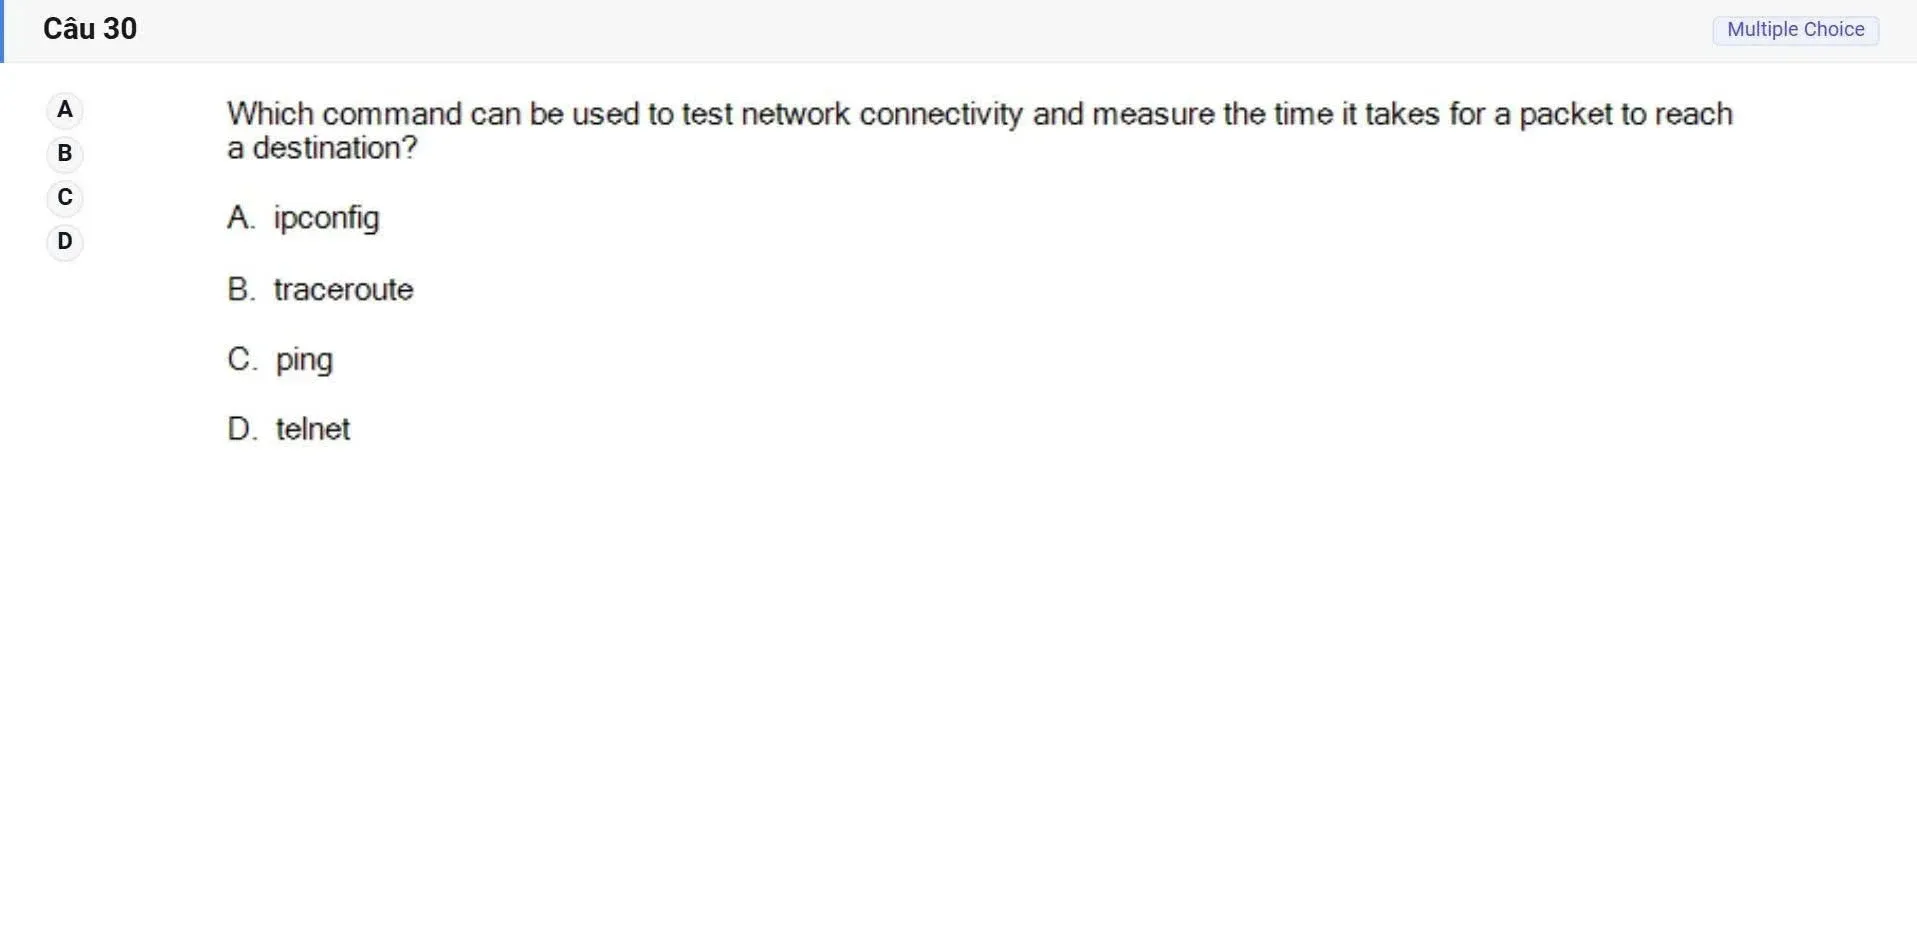 Câu 30
Multiple Choice
A
B
C
D
Which command can be used to test network connectivity and measure the time it takes for a packet to reach
a destination?
A. ipconfig
B. traceroute
C. ping
D. telnet